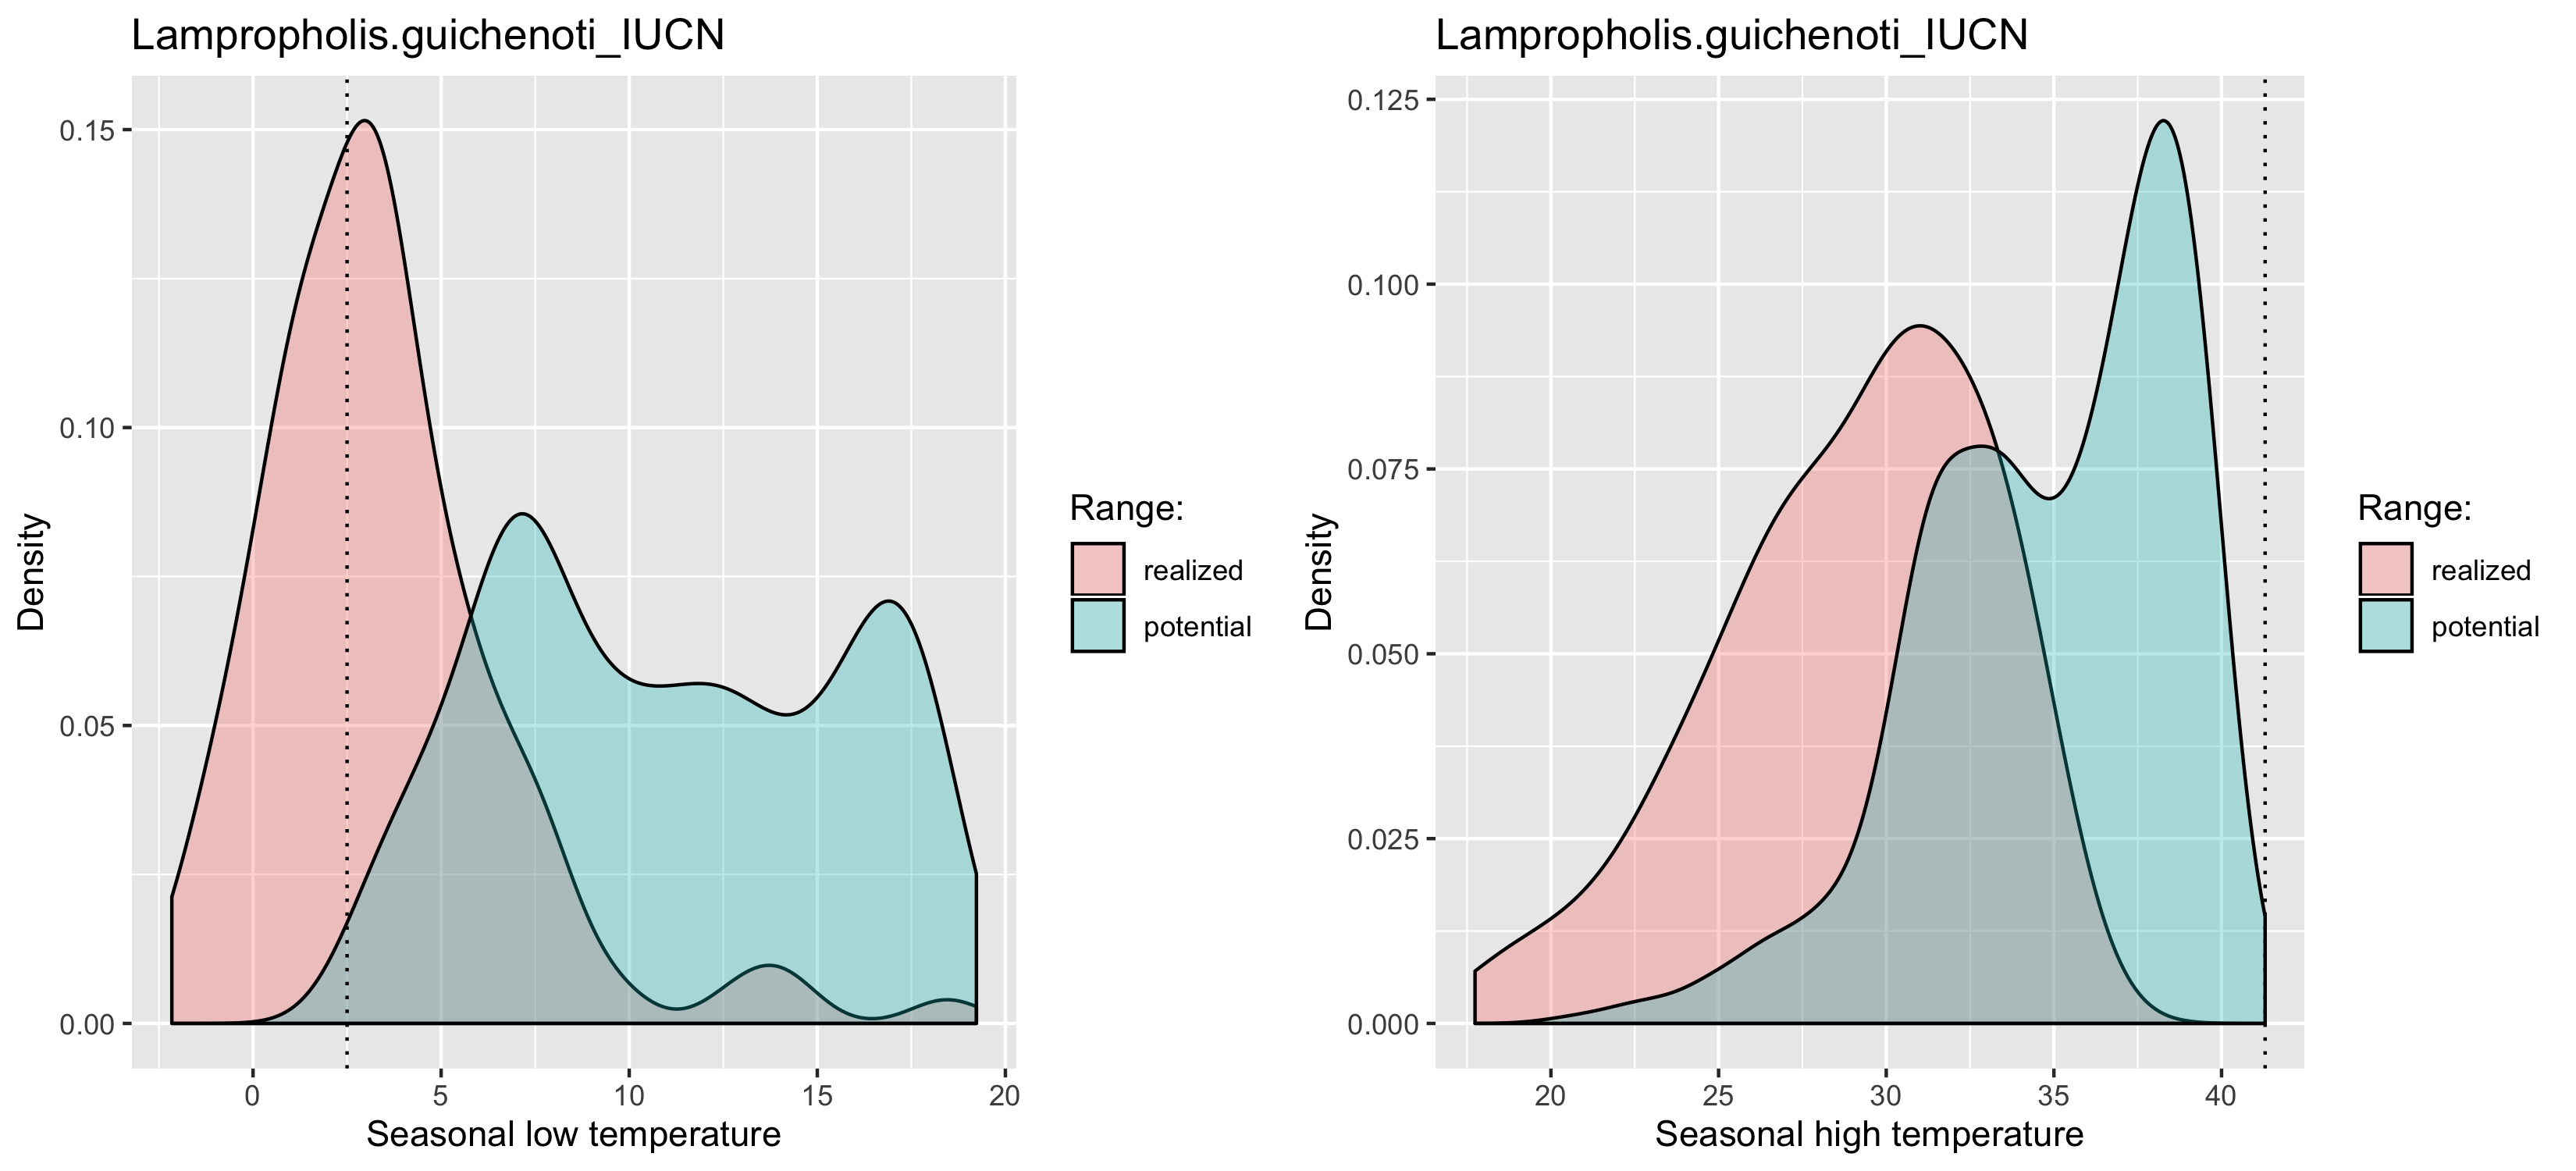 Lampropholis.guichenoti_IUCN
0.15
0.10
0.05
0.00
Density
0 5 10 15 20
Seasonal low temperature
Range:
realized
potential
Lampropholis.guichenoti_IUCN
0.125
0.100
0.075
0.050
0.025
0.000
Density
20 25 30 35 40
Seasonal high temperature
Range:
realized
potential